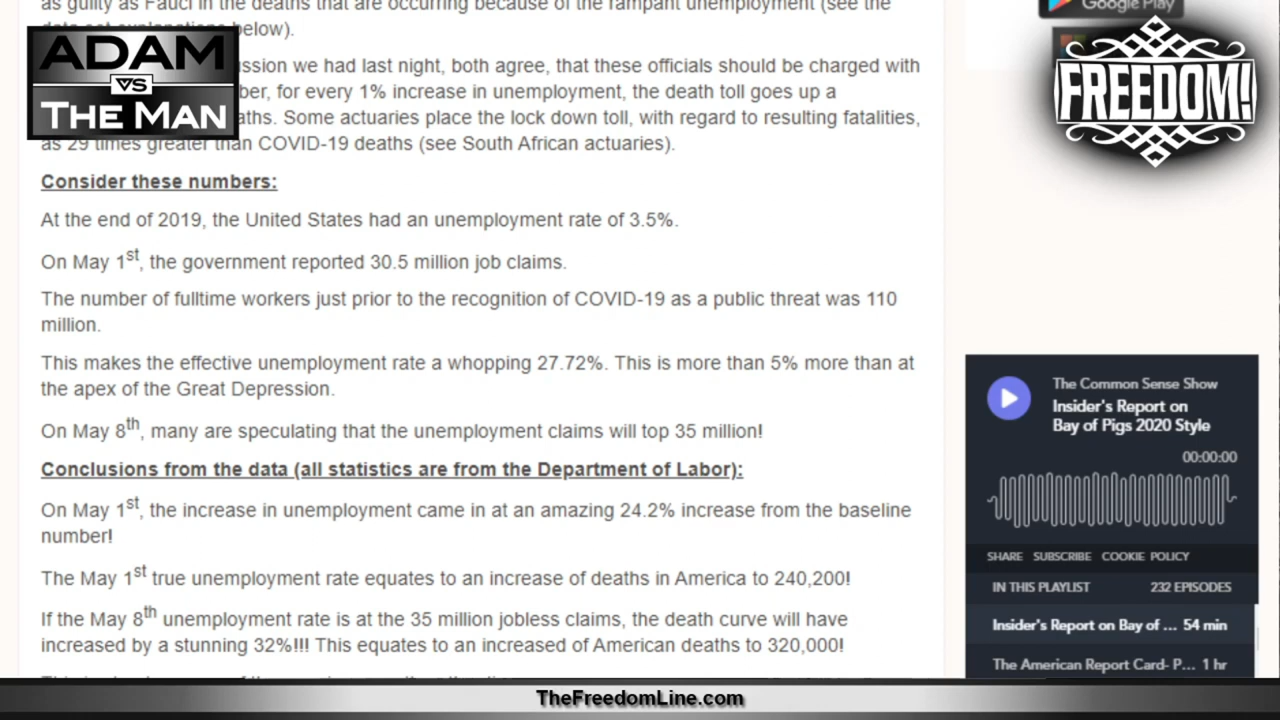 as guilty as Fauci in the deaths that are occurring because of the rampant unemployment (see the
below).
ADAM
VS
THE MAN
ussion we had last night, both agree, that these officials should be charged with
ber, for every 1% increase in unemployment, the death toll goes up a
aths. Some actuaries place the lock down toll, with regard to resulting fatalities,
as 29 times greater than COVID-19 deaths (see South African actuaries).
Consider these numbers:
At the end of 2019, the United States had an unemployment rate of 3.5%.
On May 1st, the government reported 30.5 million job claims.
The number of fulltime workers just prior to the recognition of COVID-19 as a public threat was 110
million.
This makes the effective unemployment rate a whopping 27.72%. This is more than 5% more than at
the apex of the Great Depression.
On May 8th, many are speculating that the unemployment claims will top 35 million!
Conclusions from the data (all statistics are from the Department of Labor):
On May 1st, the increase in unemployment came in at an amazing 24.2% increase from the baseline
number!
The May 1st true unemployment rate equates to an increase of deaths in America to 240,200!
If the May 8th unemployment rate is at the 35 million jobless claims, the death curve will have
increased by a stunning 32%!!! This equates to an increased of American deaths to 320,000!
Google Play
FREEDOM!
The Common Sense Show
Insider's Report on
Bay of Pigs 2020 Style
00:00:00
SHARE SUBSCRIBE COOKIE POLICY
IN THIS PLAYLIST 232 EPISODES
Insider's Report on Bay of ... 54 min
The American Report Card- P... 1 hr
TheFreedomLine.com